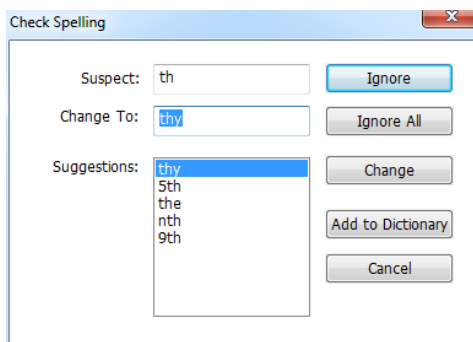 Check Spelling
Suspect: th Ignore
Change To: thy Ignore All
Suggestions: thy Change
5th
the
nth Add to Dictionary
9th
Cancel